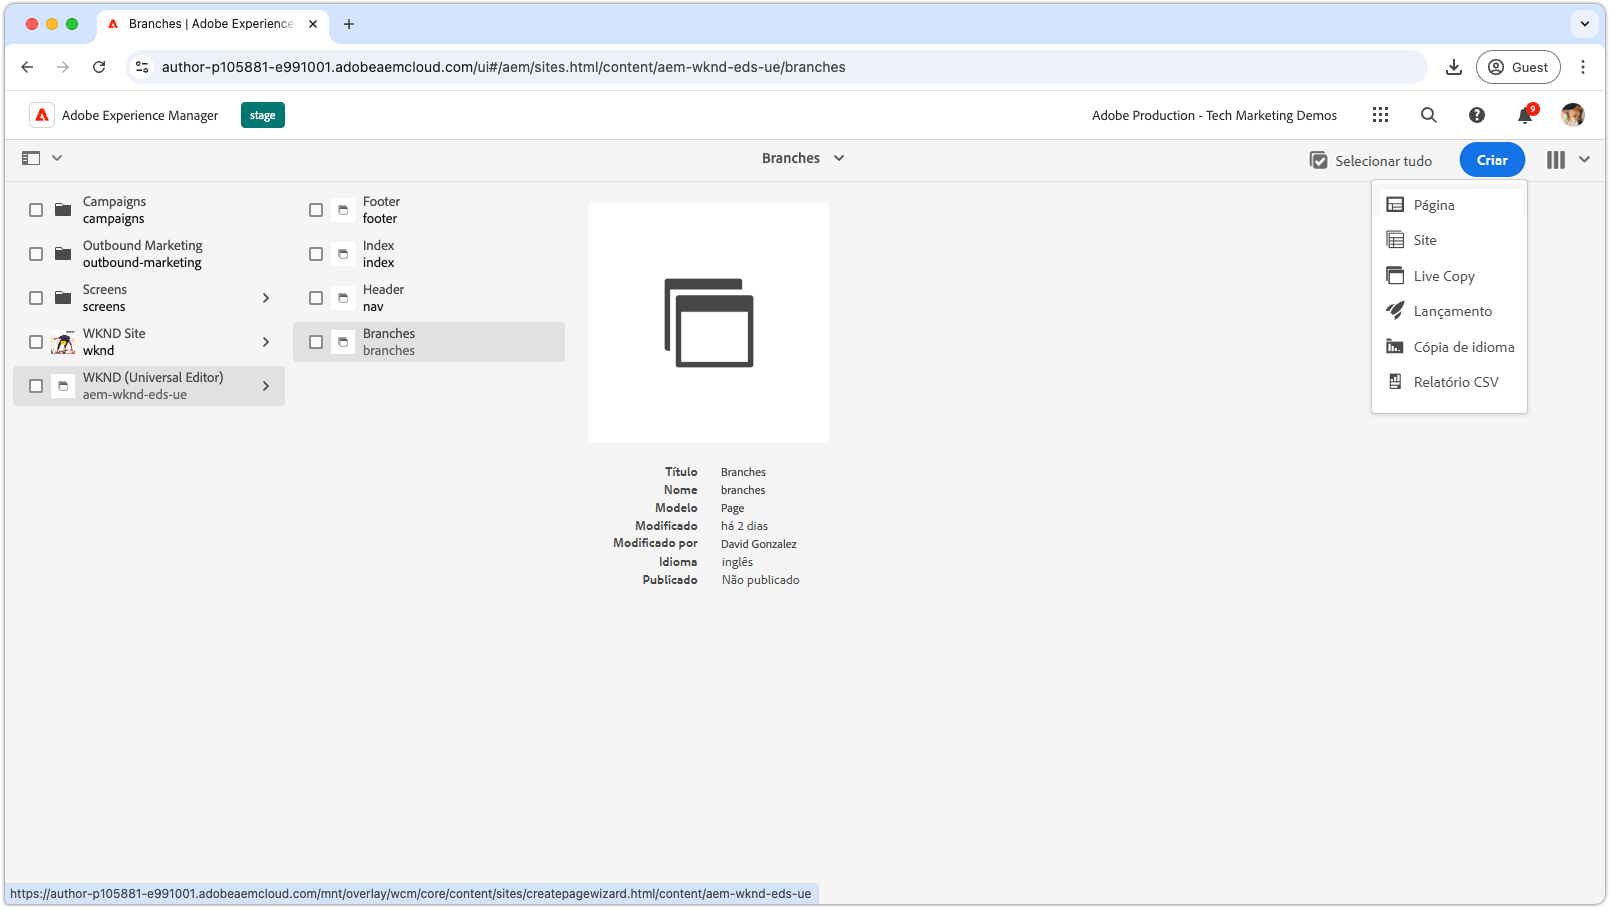 Branches | Adobe Experience
author-p105881-e991001.adobeaemcloud.com/ui#/aem/sites.html/content/aem-wknd-eds-ue/branches
Guest
Adobe Experience Manager
stage
Adobe Production - Tech Marketing Demos
9
Branches
Selecionar tudo
Criar
Campaigns
campaigns
Outbound Marketing
outbound-marketing
Screens
screens
WKND Site
wknd
WKND (Universal Editor)
aem-wknd-eds-ue
Footer
footer
Index
index
Header
nav
Branches
branches
Título Branches
Nome branches
Modelo Page
Modificado há 2 dias
Modificado por David Gonzalez
Idioma inglês
Publicado Não publicado
Página
Site
Live Copy
Lançamento
Cópia de idioma
Relatório CSV
https://author-p105881-e991001.adobeaemcloud.com/mnt/overlay/wcm/core/content/sites/createpagewizard.html/content/aem-wknd-eds-ue